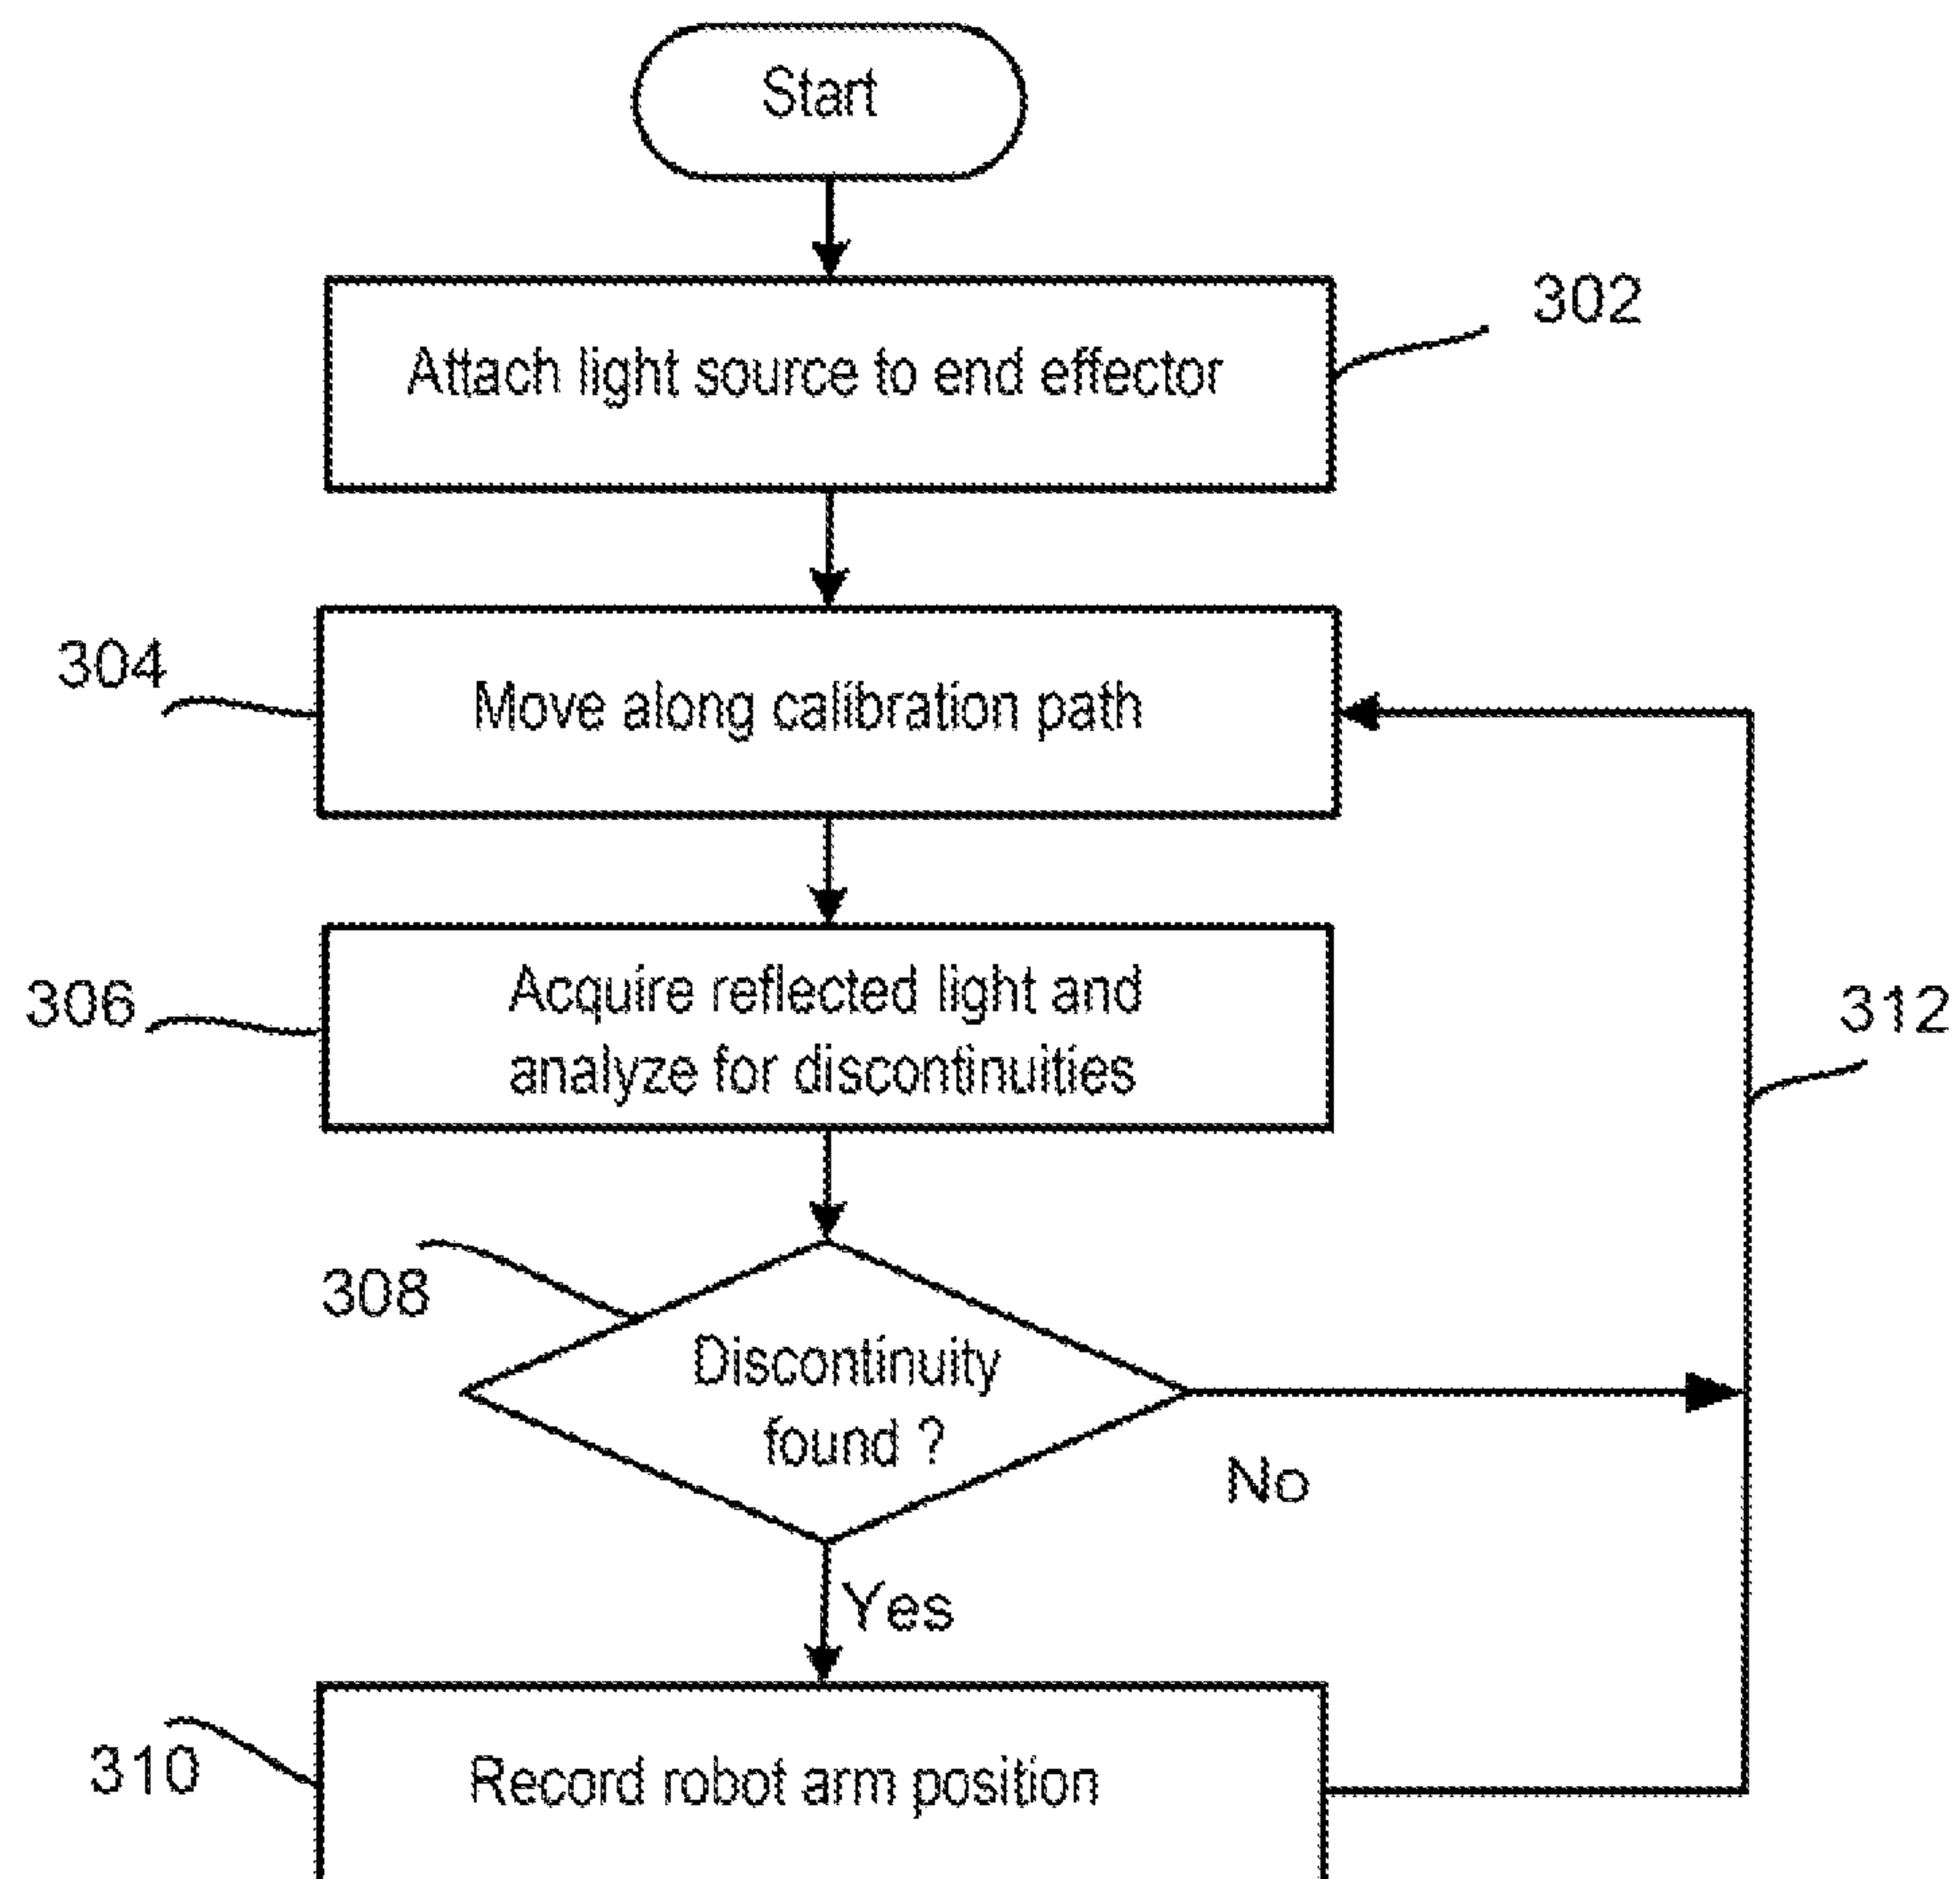 Start
302
Attach light source to end effector
304
Move along calibration path
306
Acquire reflected light and
analyze for discontinuities
312
308
Discontinuity
found ?
No
Yes
310
Record robot arm position